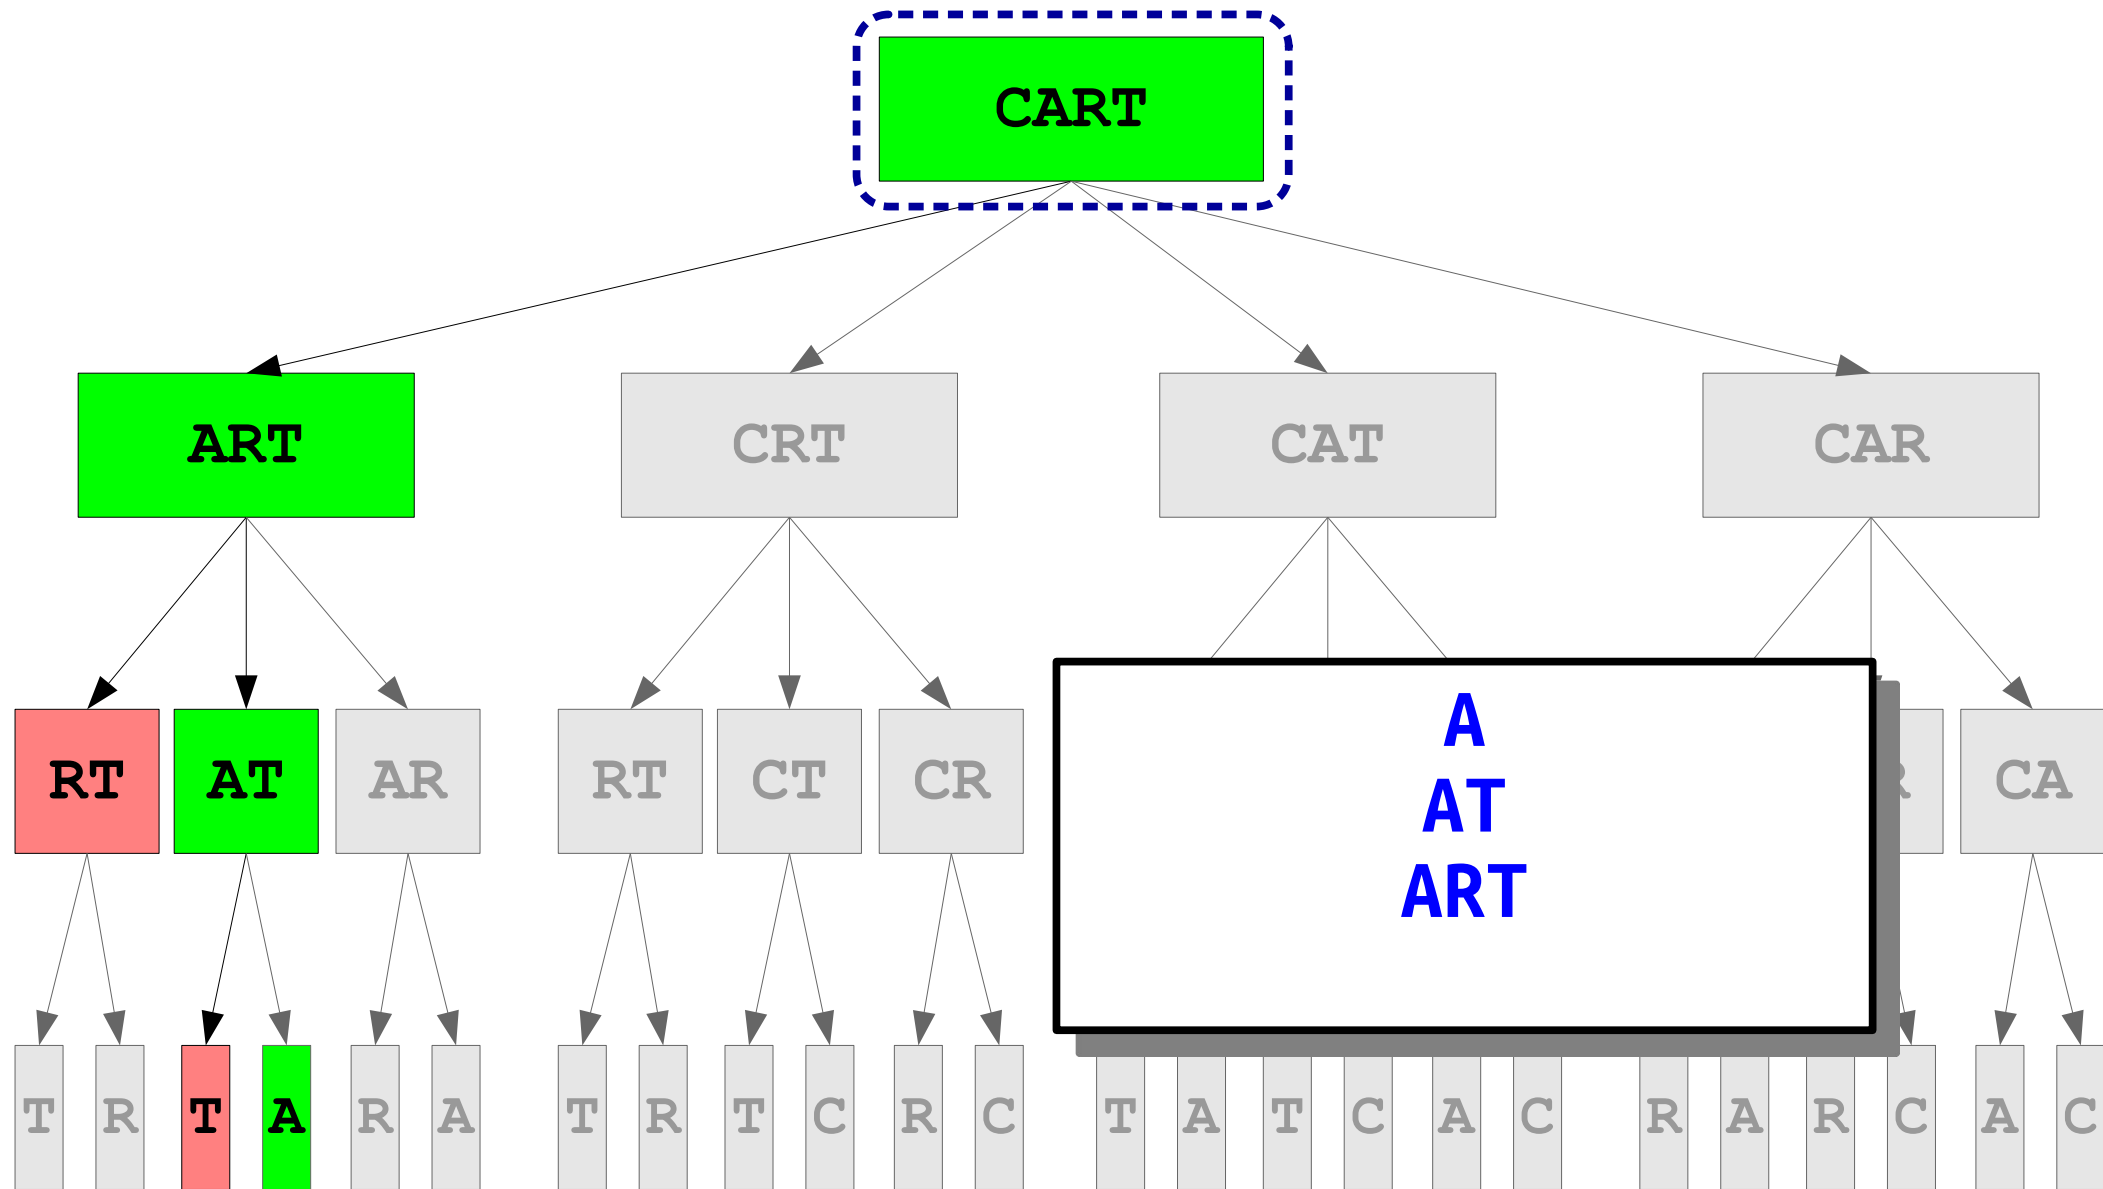 CART
ART CRT CAT CAR
RT AT AR RT CT CR CA
A
AT
ART
T R T A R A T R T C R C T A T C A C R A R C A C